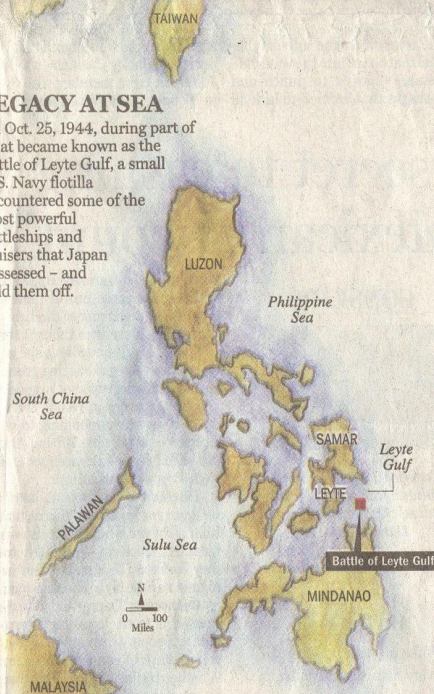 TAIWAN
EGACY AT SEA
Oct. 25, 1944, during part of
at became known as the
ttle of Leyte Gulf, a small
S. Navy flotilla
countered some of the
ost powerful
ttleships and
uisers that Japan
ssessed – and
ld them off.
LUZON
Philippine
Sea
South China
Sea
SAMAR
Leyte
Gulf
LEYTE
PALAWAN
Sulu Sea
Battle of Leyte Gulf
N
0 100
Miles
MINDANAO
MALAYSIA